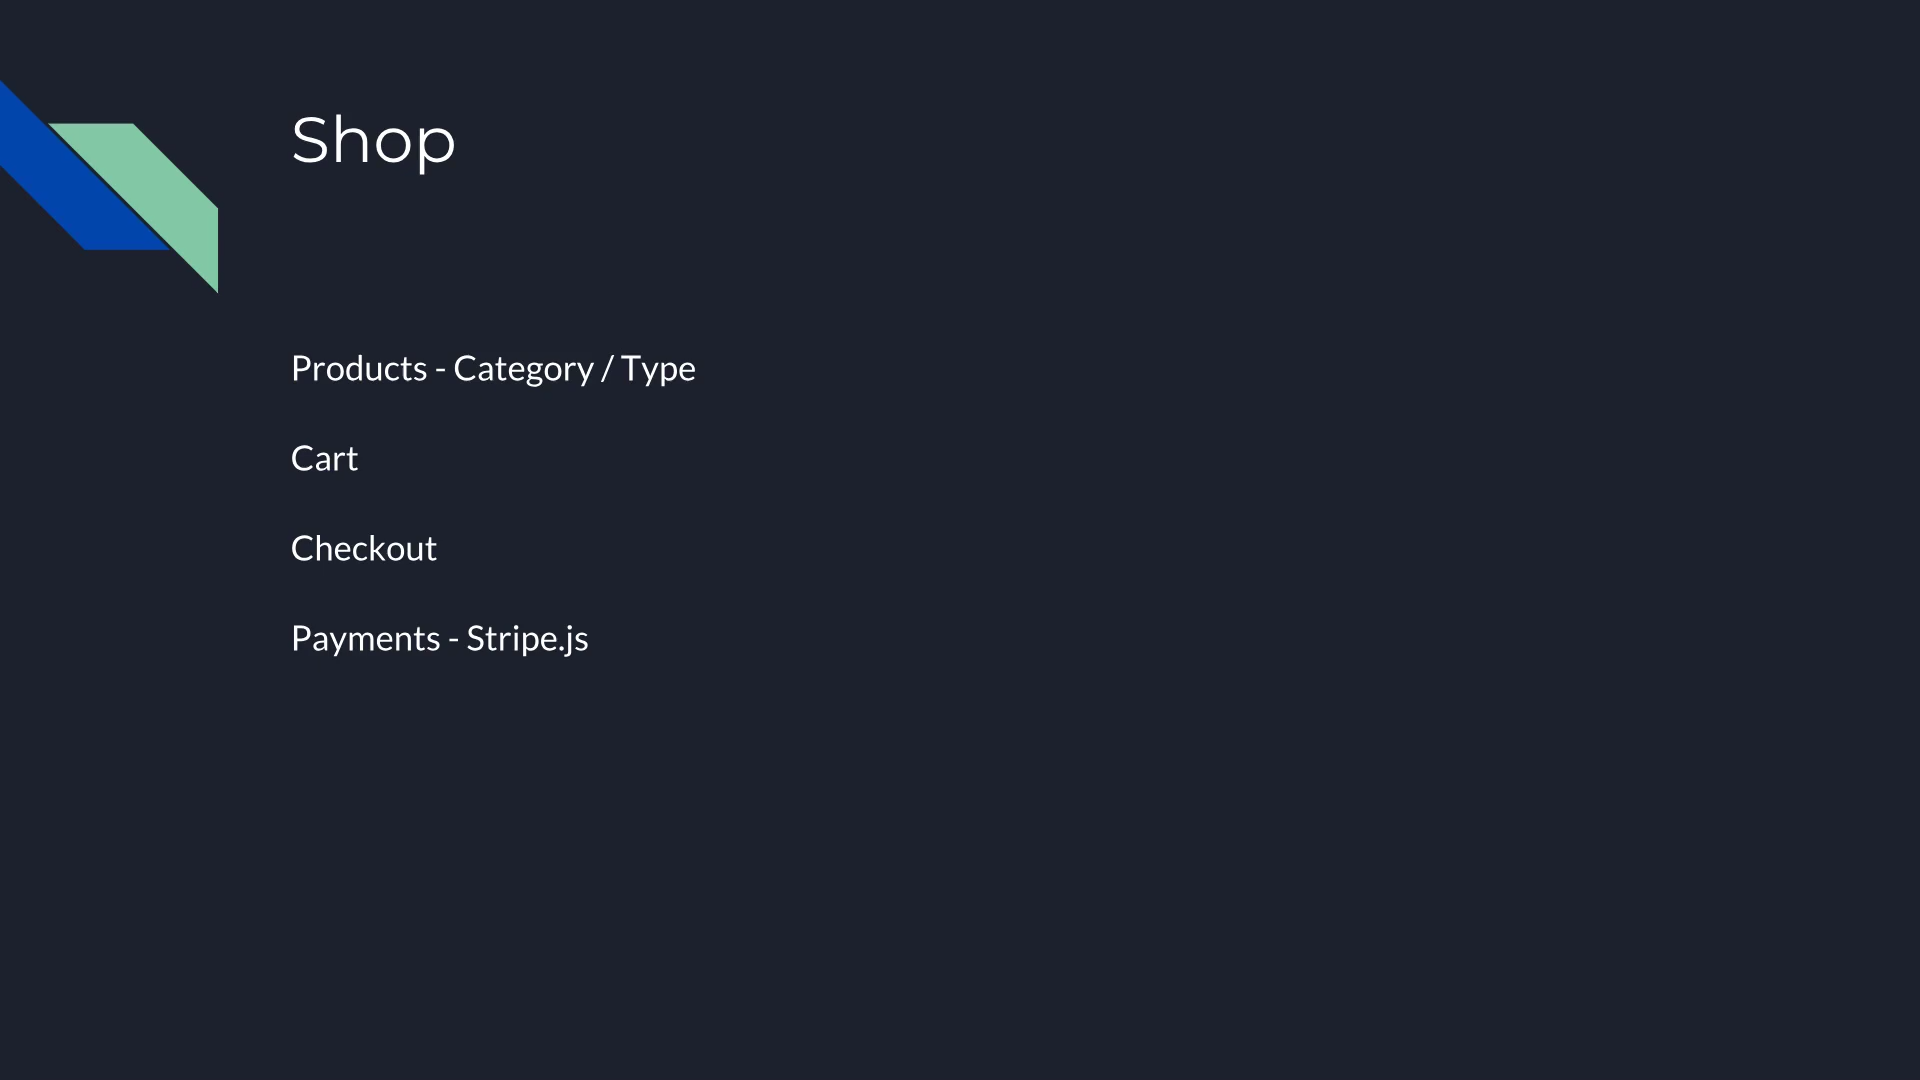 Shop
Products - Category / Type
Cart
Checkout
Payments - Stripe.js